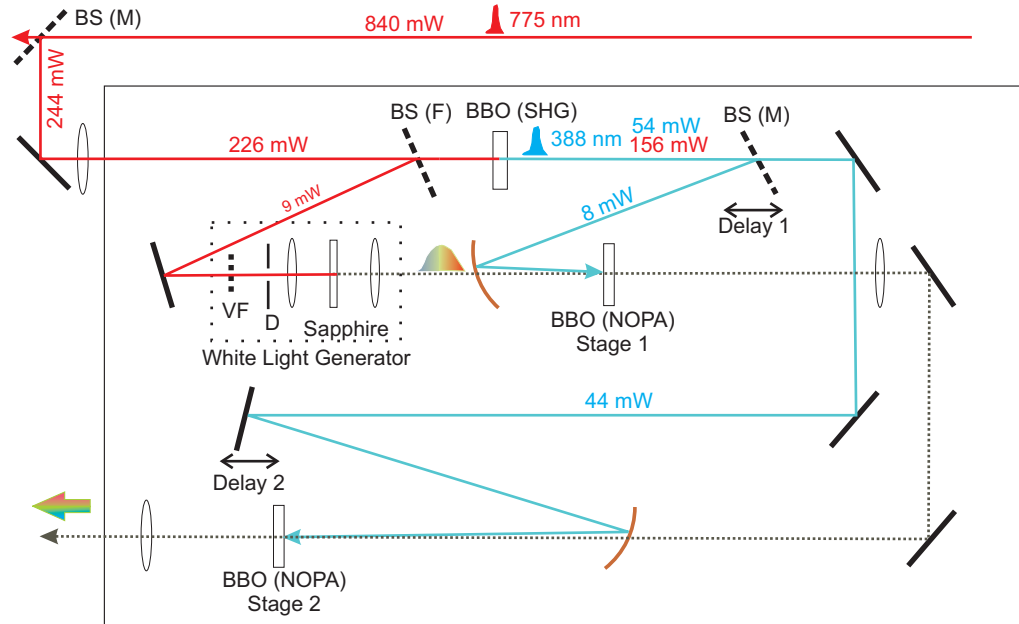 BS (M)
840 mW
775 nm
244 mW
226 mW
BS (F)
BBO (SHG)
388 nm
54 mW
156 mW
BS (M)
9 mW
8 mW
Delay 1
VF
D
Sapphire
White Light Generator
BBO (NOPA)
Stage 1
44 mW
Delay 2
BBO (NOPA)
Stage 2